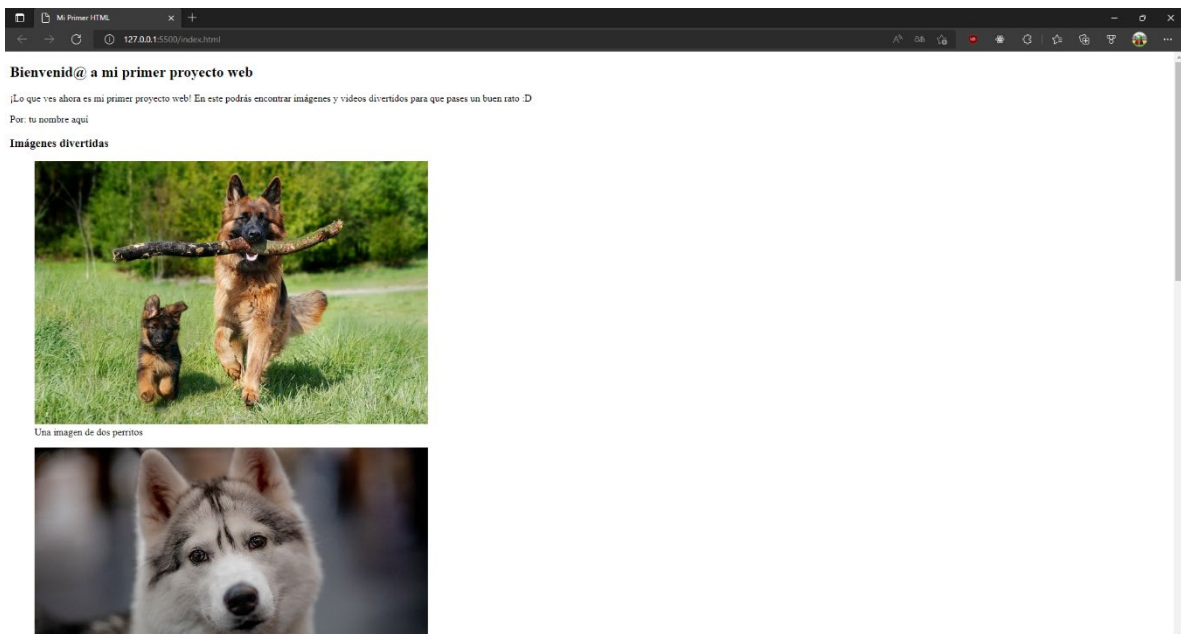 Mi Primer HTML
127.0.0.1:5500/index.html
Bienvenid@ a mi primer proyecto web
¡Lo que ves ahora es mi primer proyecto web! En este podrás encontrar imágenes y videos divertidos para que pases un buen rato :D
Por: tu nombre aquí
Imágenes divertidas
Una imagen de dos perritos